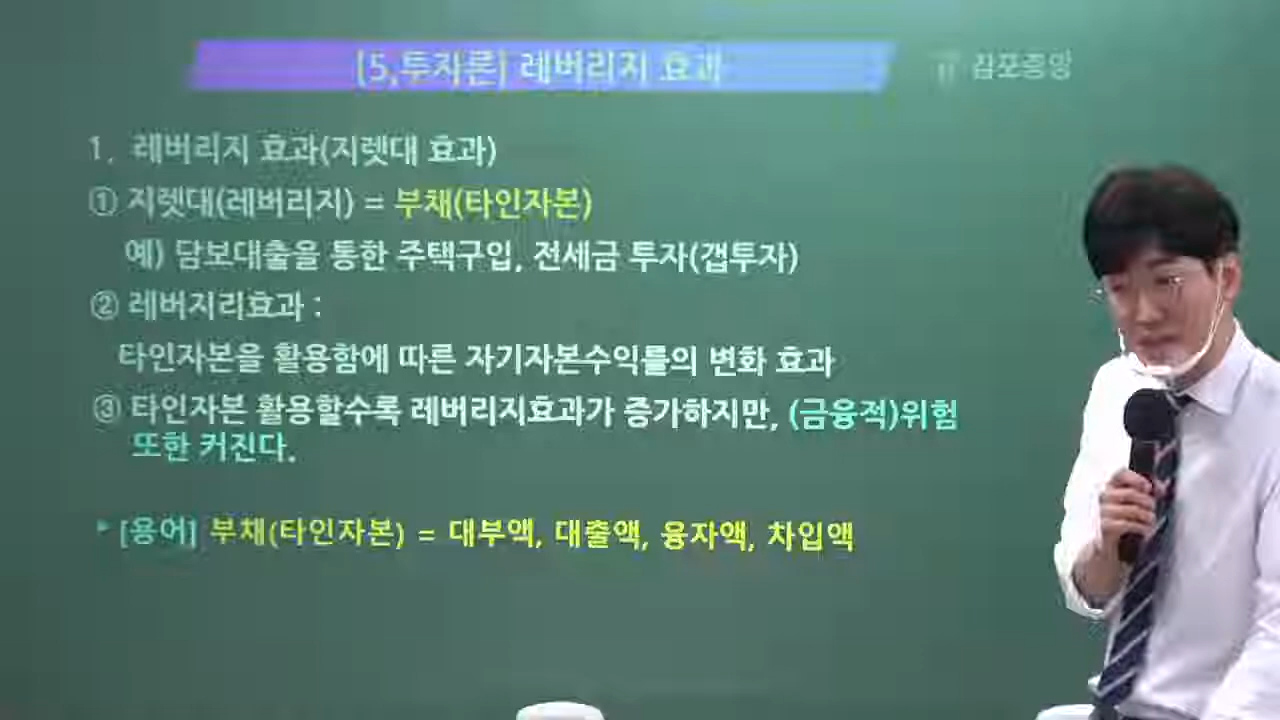 [5,투자론] 레버리지 효과
김포중앙
1. 레버리지 효과(지렛대 효과)
① 지렛대(레버리지) = 부채(타인자본)
예) 담보대출을 통한 주택구입, 전세금 투자(갭투자)
② 레버지리효과 :
타인자본을 활용함에 따른 자기자본수익률의 변화 효과
③ 타인자본 활용할수록 레버리지효과가 증가하지만, (금융적)위험
또한 커진다.
▸ [용어] 부채(타인자본) = 대부액, 대출액, 융자액, 차입액